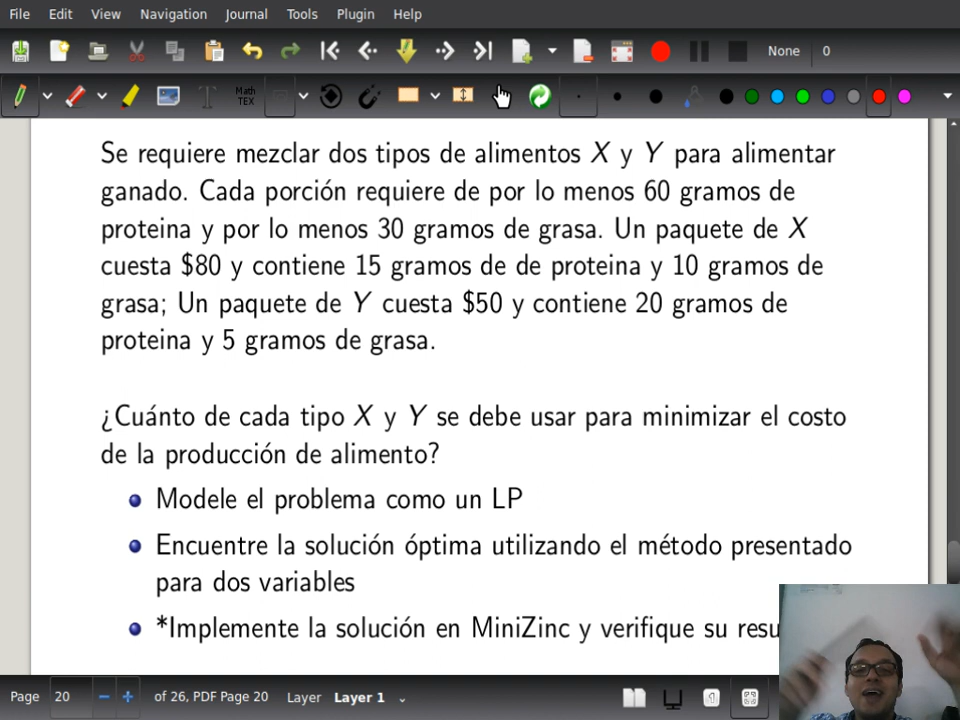 File Edit View Navigation Journal Tools Plugin Help
None 0
Math
TEX
Se requiere mezclar dos tipos de alimentos X y Y para alimentar
ganado. Cada porción requiere de por lo menos 60 gramos de
proteina y por lo menos 30 gramos de grasa. Un paquete de X
cuesta $80 y contiene 15 gramos de de proteina y 10 gramos de
grasa; Un paquete de Y cuesta $50 y contiene 20 gramos de
proteina y 5 gramos de grasa.
¿Cuánto de cada tipo X y Y se debe usar para minimizar el costo
de la producción de alimento?
Modele el problema como un LP
Encuentre la solución óptima utilizando el método presentado
para dos variables
*Implemente la solución en MiniZinc y verifique su resu
Page 20 of 26, PDF Page 20 Layer Layer 1